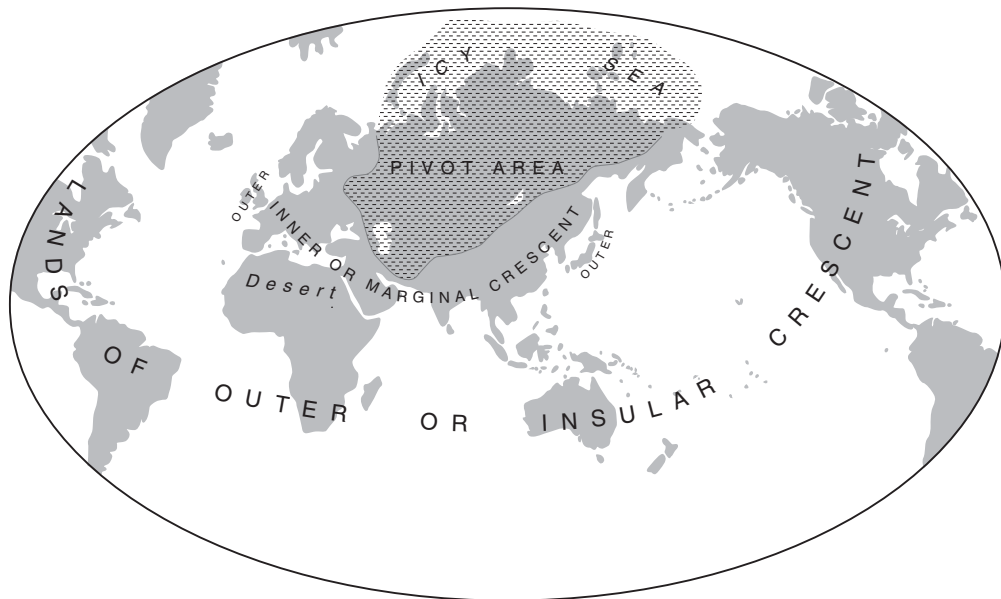 ICY SEA
PIVOT AREA
OUTER
INNER OR MARGINAL CRESCENT
OUTER
Desert
LANDS OF OUTER OR INSULAR CRESCENT